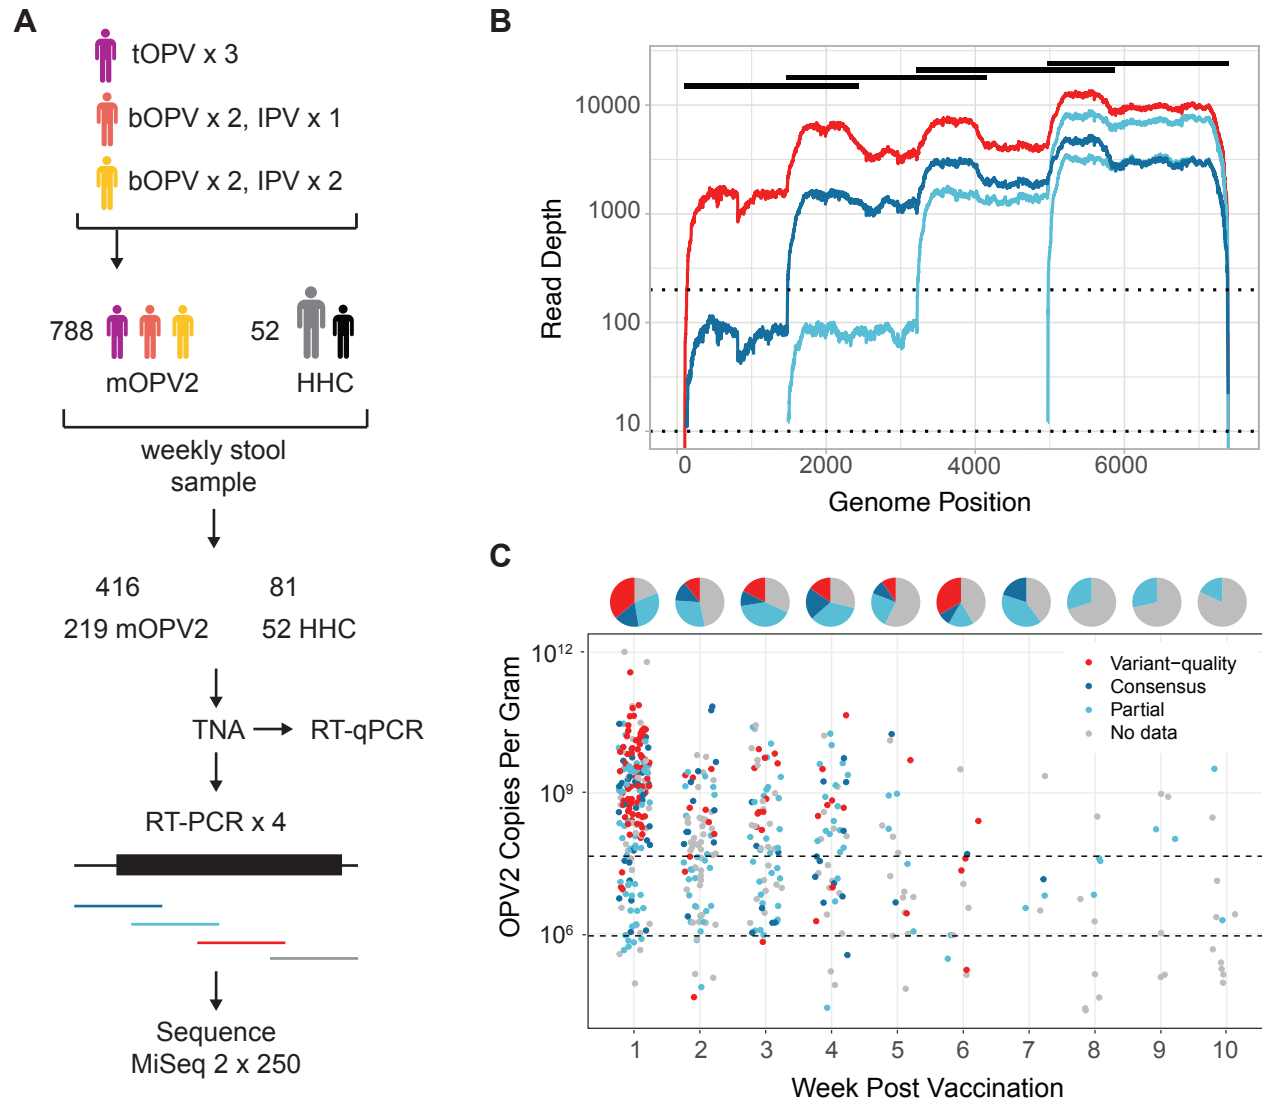 A
tOPV x 3
bOPV x 2, IPV x 1
bOPV x 2, IPV x 2
788
52
mOPV2
HHC
weekly stool
sample
416
81
219 mOPV2
52 HHC
TNA
RT-qPCR
RT-PCR x 4
Sequence
MiSeq 2 x 250
B
Read Depth
10000
1000
100
10
0
2000
4000
6000
Genome Position
C
OPV2 Copies Per Gram
10¹²
10⁹
10⁶
Variant−quality
Consensus
Partial
No data
1
2
3
4
5
6
7
8
9
10
Week Post Vaccination